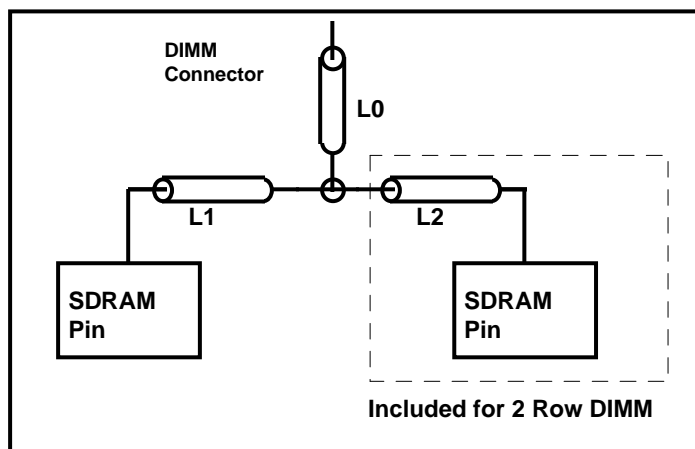 DIMM
Connector
L0
L1
L2
SDRAM
Pin
SDRAM
Pin
Included for 2 Row DIMM